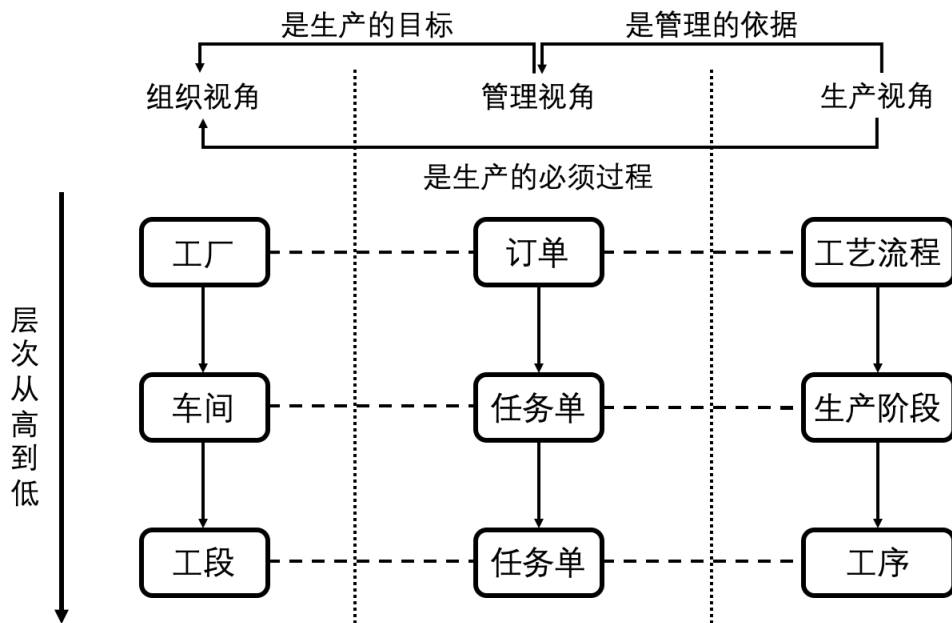 是生产的目标
是管理的依据
组织视角
管理视角
生产视角
是生产的必须过程
层次从高到低
工厂
订单
工艺流程
车间
任务单
生产阶段
工段
任务单
工序